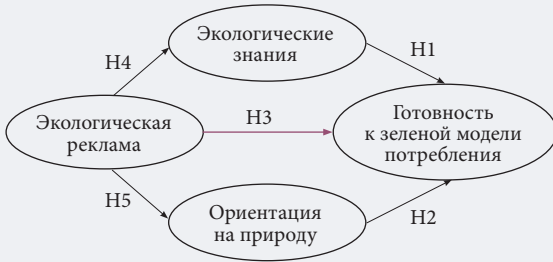 Экологические
знания
H4
H1
Экологическая
реклама
H3
Готовность
к зеленой модели
потребления
H5
H2
Ориентация
на природу